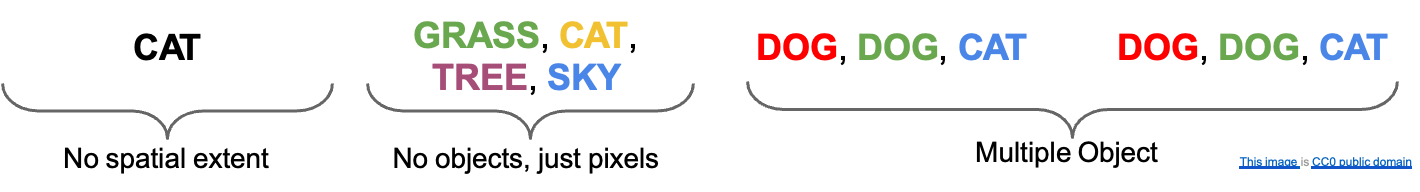 CAT
GRASS, CAT,
TREE, SKY
DOG, DOG, CAT
DOG, DOG, CAT
No spatial extent
No objects, just pixels
Multiple Object
This image is CC0 public domain